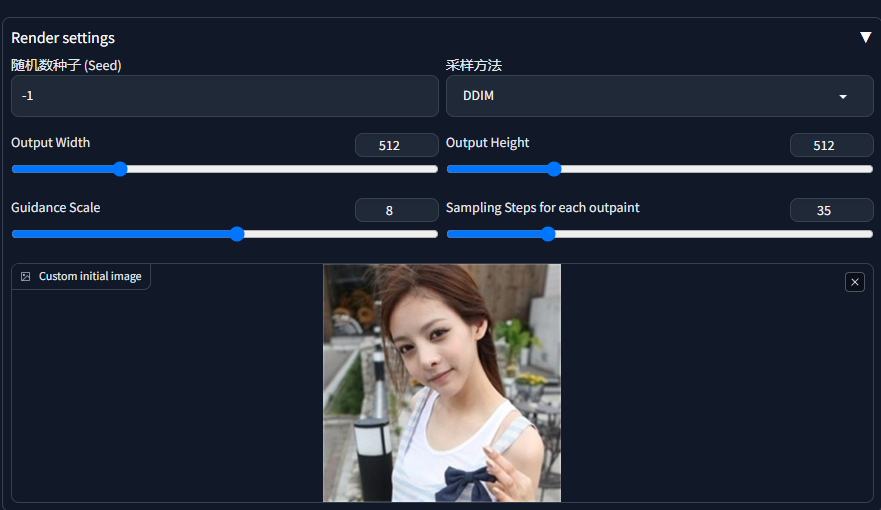 Render settings
随机数种子 (Seed)
采样方法
-1
DDIM
Output Width
512
Output Height
512
Guidance Scale
8
Sampling Steps for each outpaint
35
Custom initial image